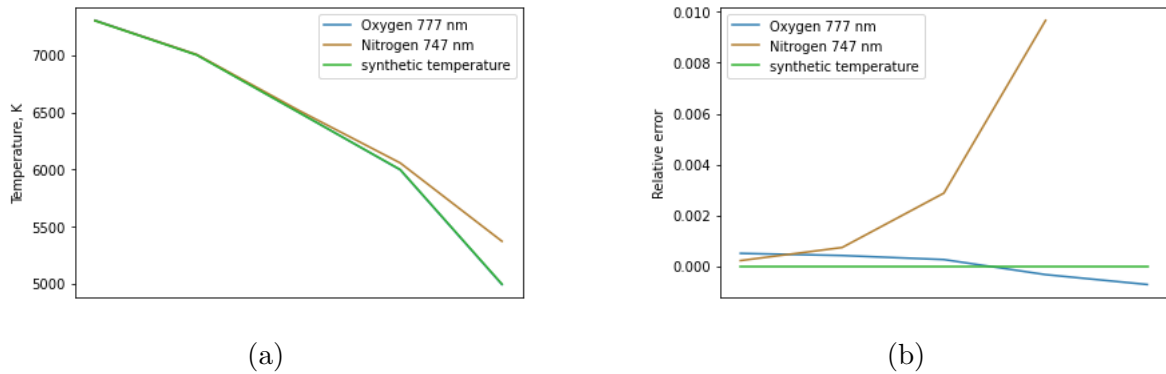 Temperature, K
7000
6500
6000
5500
5000
Oxygen 777 nm
Nitrogen 747 nm
synthetic temperature
(a)
Relative error
0.010
0.008
0.006
0.004
0.002
0.000
Oxygen 777 nm
Nitrogen 747 nm
synthetic temperature
(b)